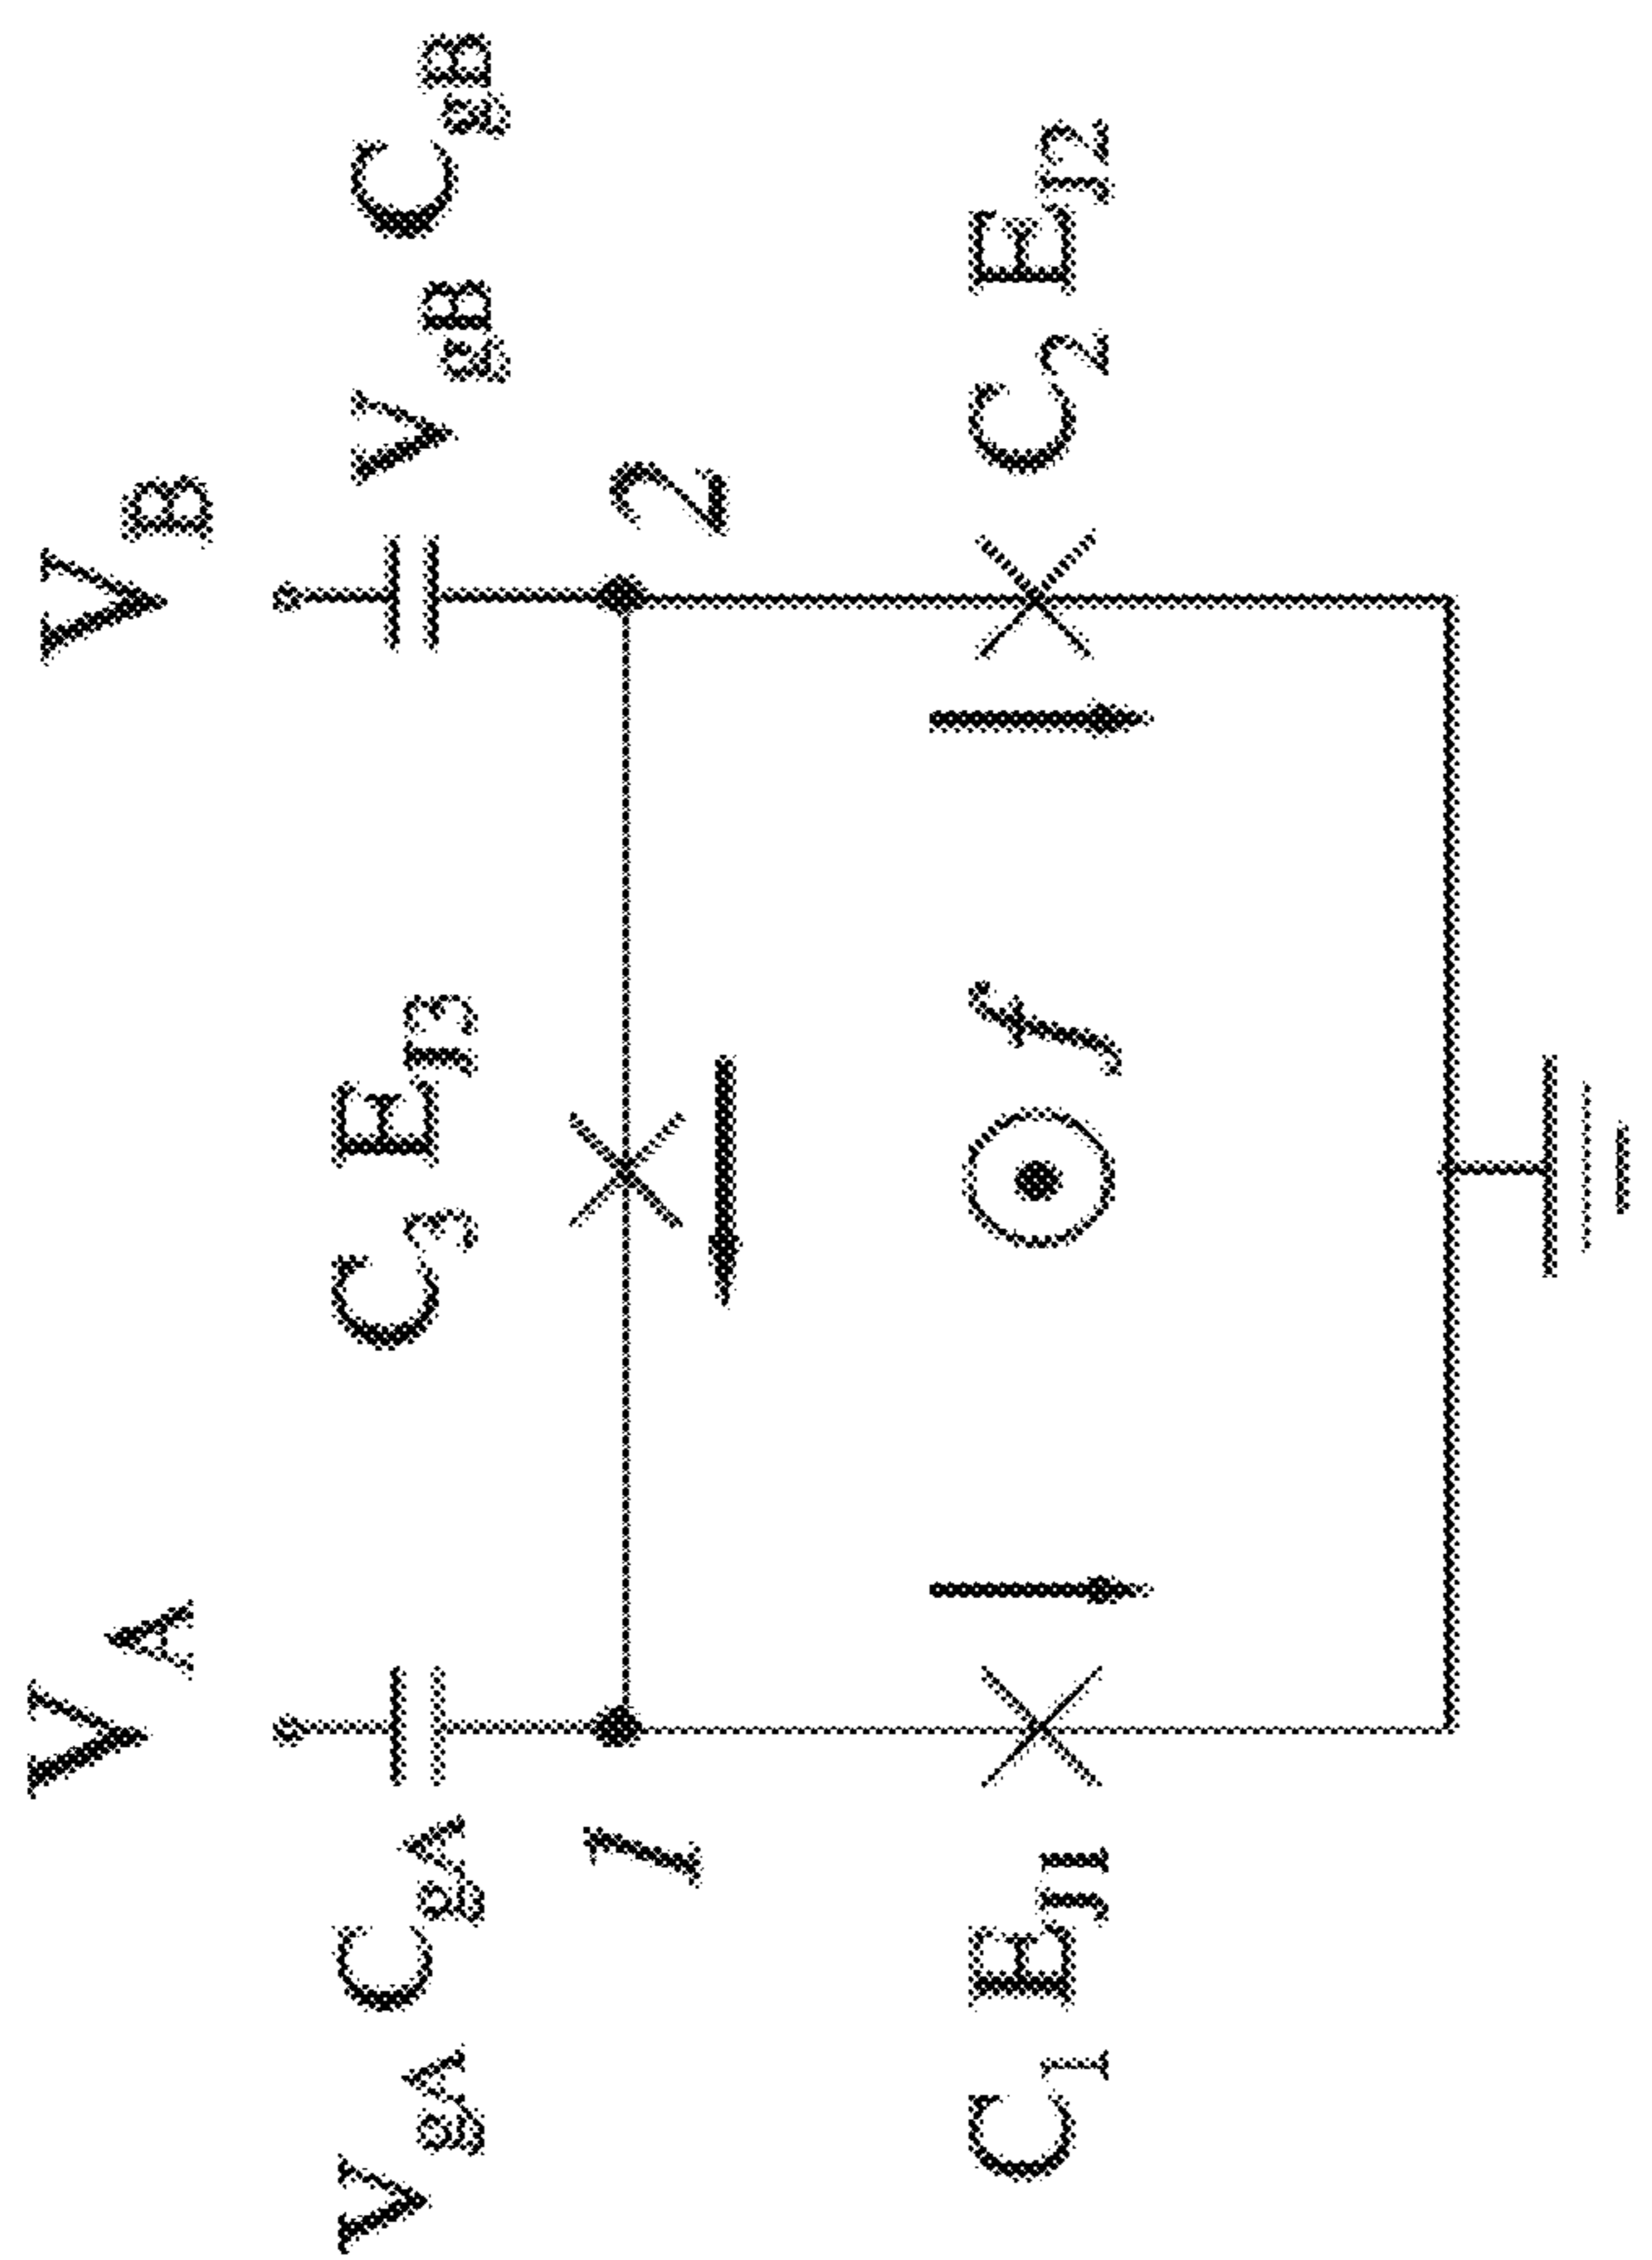 V_A V_B
V_gA C_gA C_3 E_J3 V_gB C_gB
1 2
C_1 E_J1 f C_2 E_J2